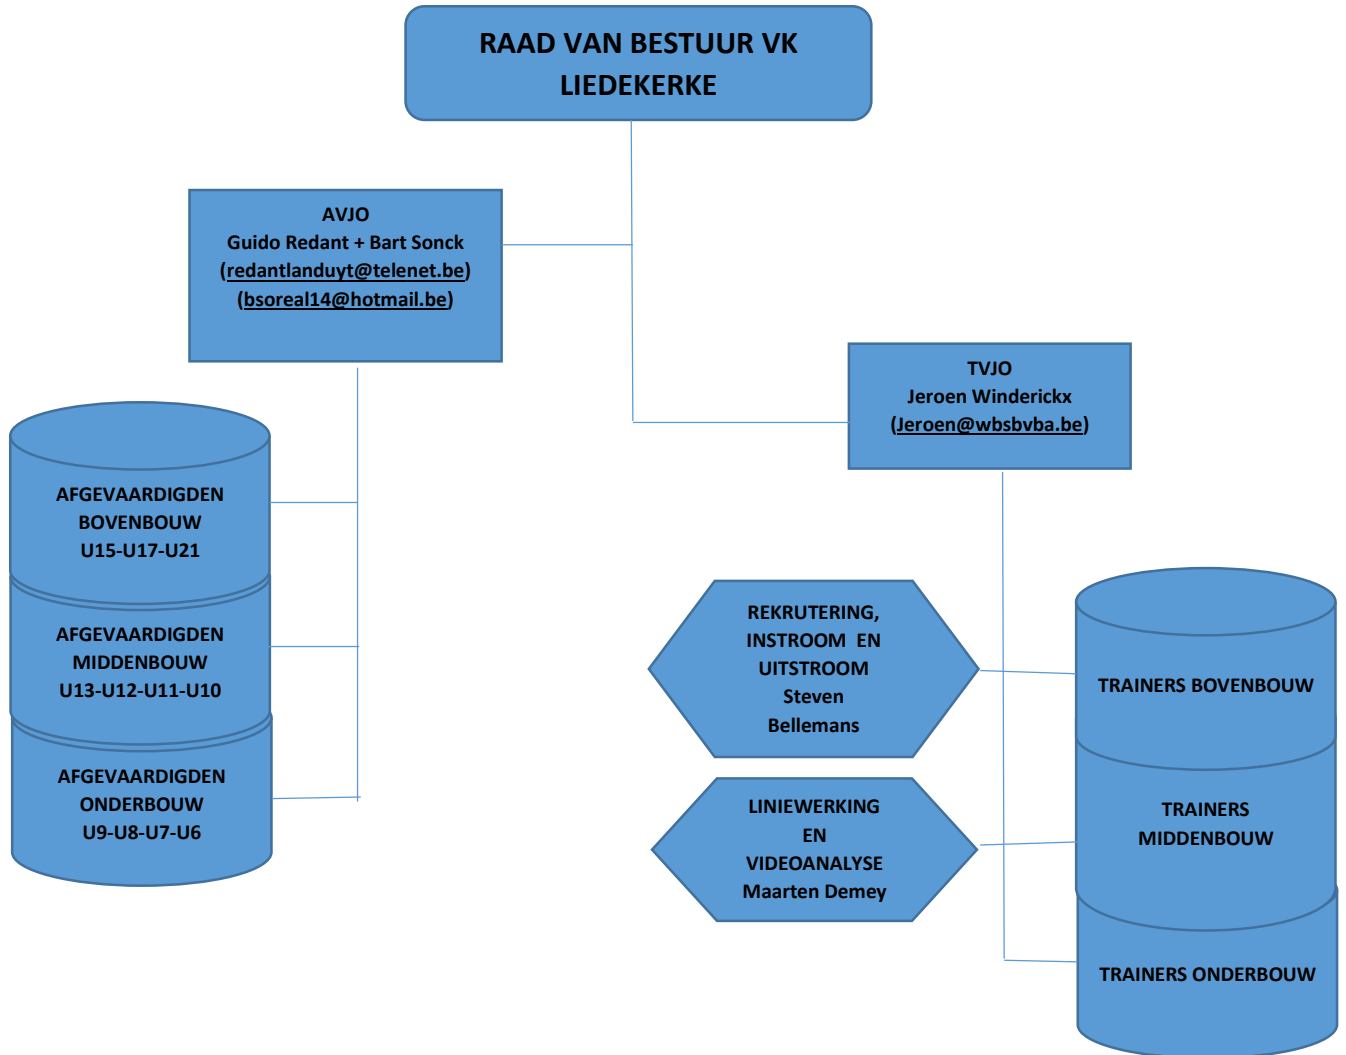 RAAD VAN BESTUUR VK
LIEDEKERKE
AVJO
Guido Redant + Bart Sonck
(redantlanduyt@telenet.be)
(bsoreal14@hotmail.be)
TVJO
Jeroen Winderickx
(Jeroen@wbsbvba.be)
AFGEVAARDIGDEN
BOVENBOUW
U15-U17-U21
AFGEVAARDIGDEN
MIDDENBOUW
U13-U12-U11-U10
AFGEVAARDIGDEN
ONDERBOUW
U9-U8-U7-U6
REKRUTERING,
INSTROOM EN
UITSTROOM
Steven
Bellemans
LINIEWERKING
EN
VIDEOANALYSE
Maarten Demey
TRAINERS BOVENBOUW
TRAINERS
MIDDENBOUW
TRAINERS ONDERBOUW